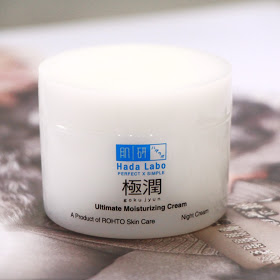 肌研
Hada Labo
PERFECT X SIMPLE
極潤
gokujyun
Ultimate Moisturizing Cream
A Product of ROHTO Skin Care
Night Cream